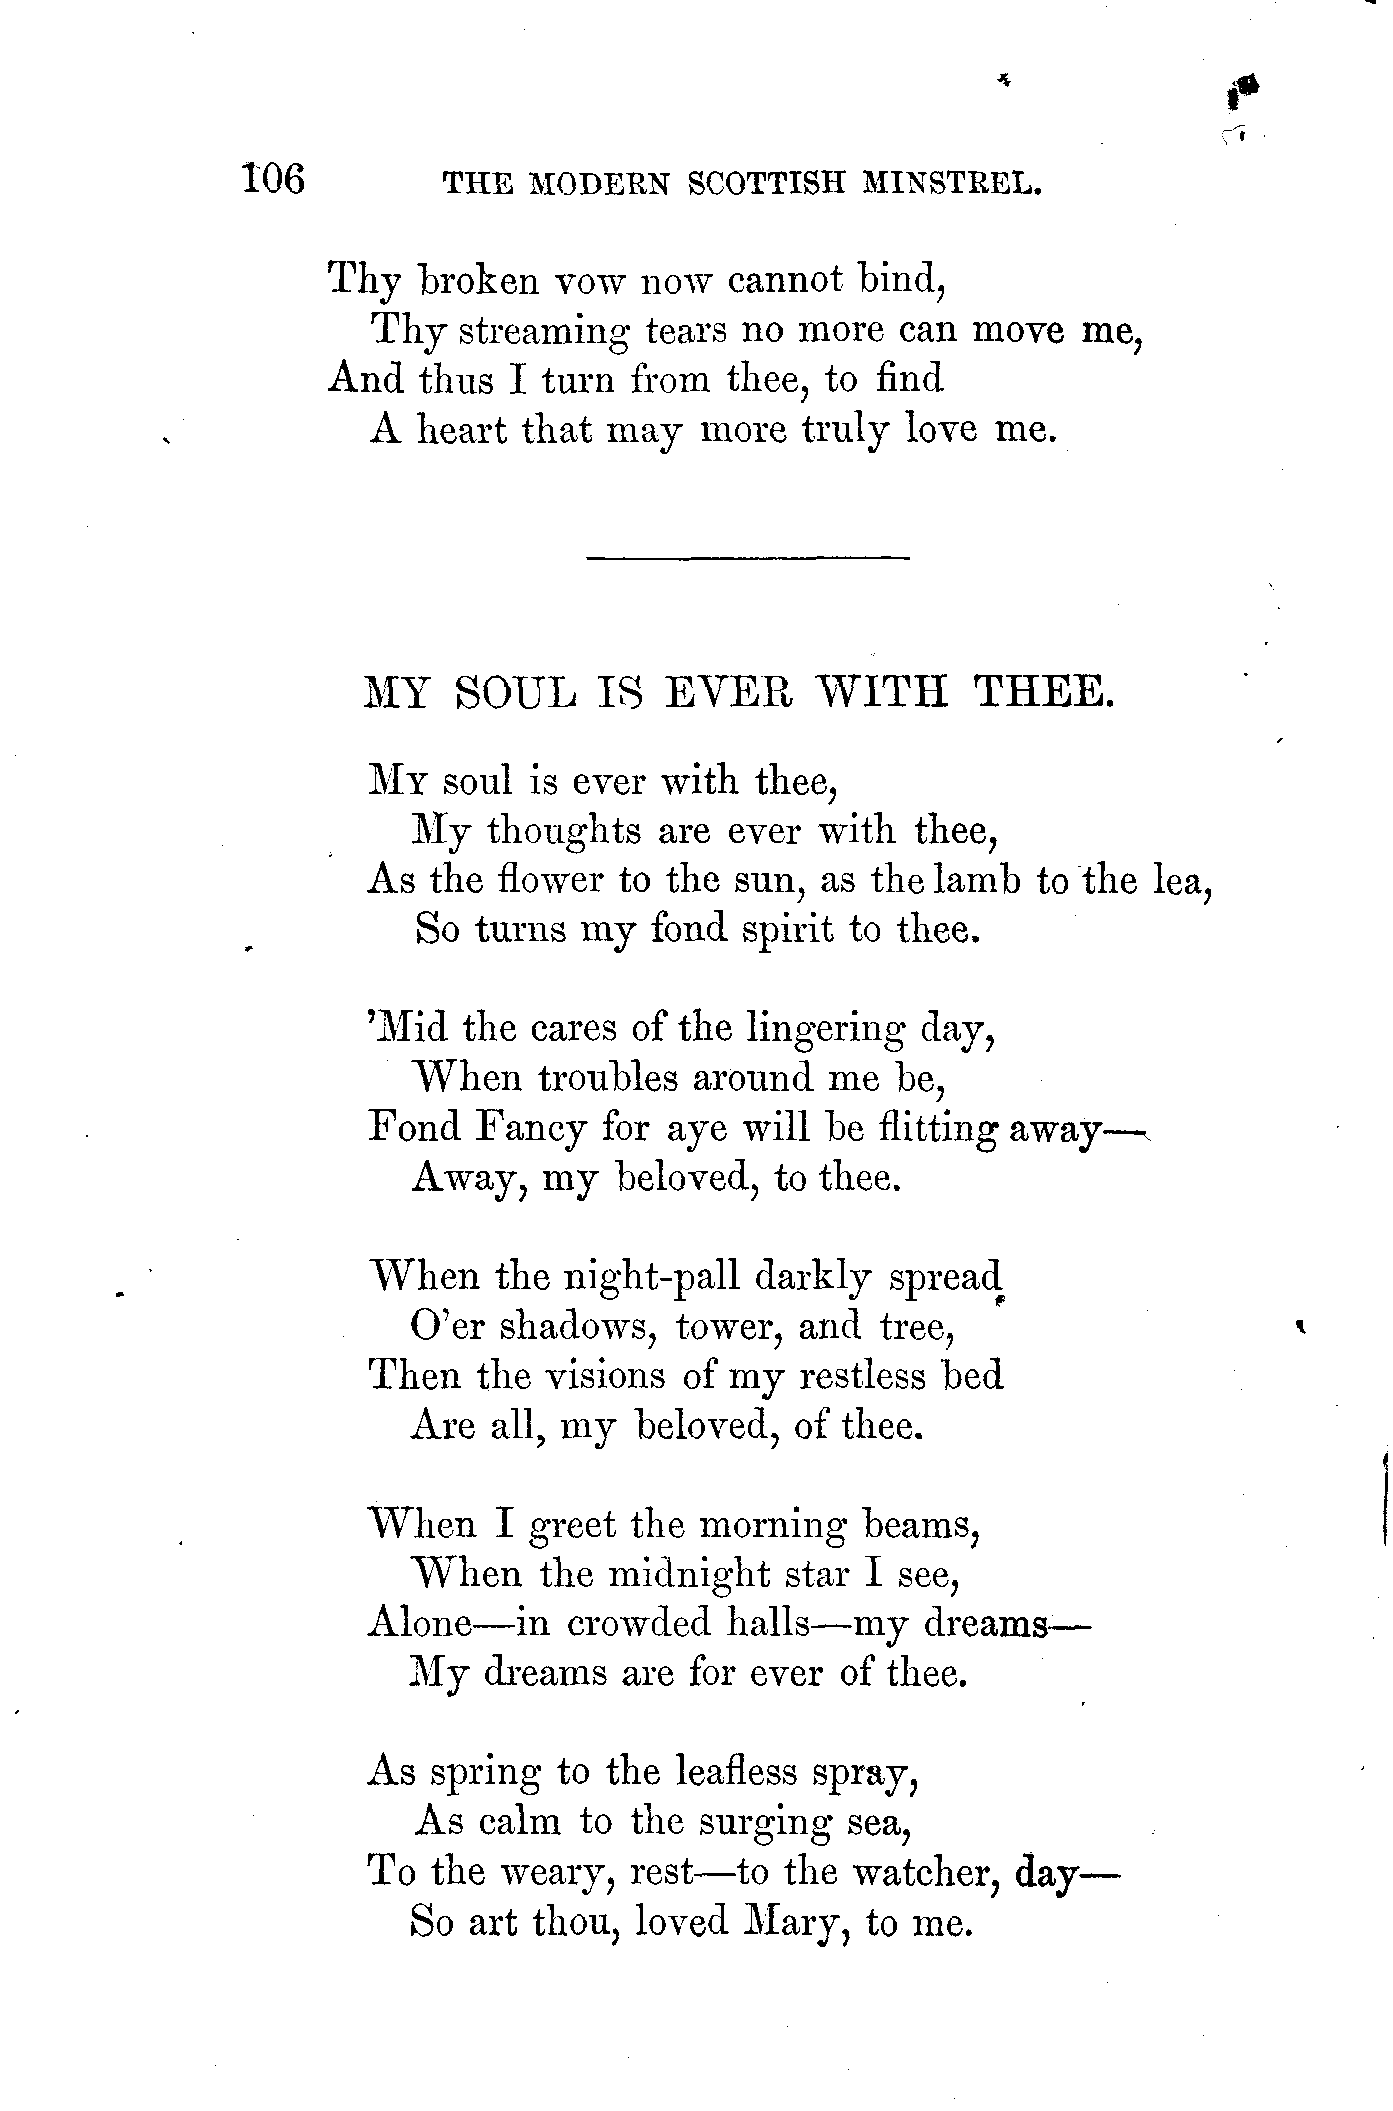 106 THE MODERN SCOTTISH MINSTREL.
Thy broken vow now cannot bind,
Thy streaming tears no more can move me,
And thus I turn from thee, to find
A heart that may more truly love me.
MY SOUL IS EVER WITH THEE.
MY soul is ever with thee,
My thoughts are ever with thee,
As the flower to the sun, as the lamb to the lea,
So turns my fond spirit to thee.
'Mid the cares of the lingering day,
When troubles around me be,
Fond Fancy for aye will be flitting away—
Away, my beloved, to thee.
When the night-pall darkly spread
O'er shadows, tower, and tree,
Then the visions of my restless bed
Are all, my beloved, of thee.
When I greet the morning beams,
When the midnight star I see,
Alone—in crowded halls—my dreams—
My dreams are for ever of thee.
As spring to the leafless spray,
As calm to the surging sea,
To the weary, rest—to the watcher, day—
So art thou, loved Mary, to me.